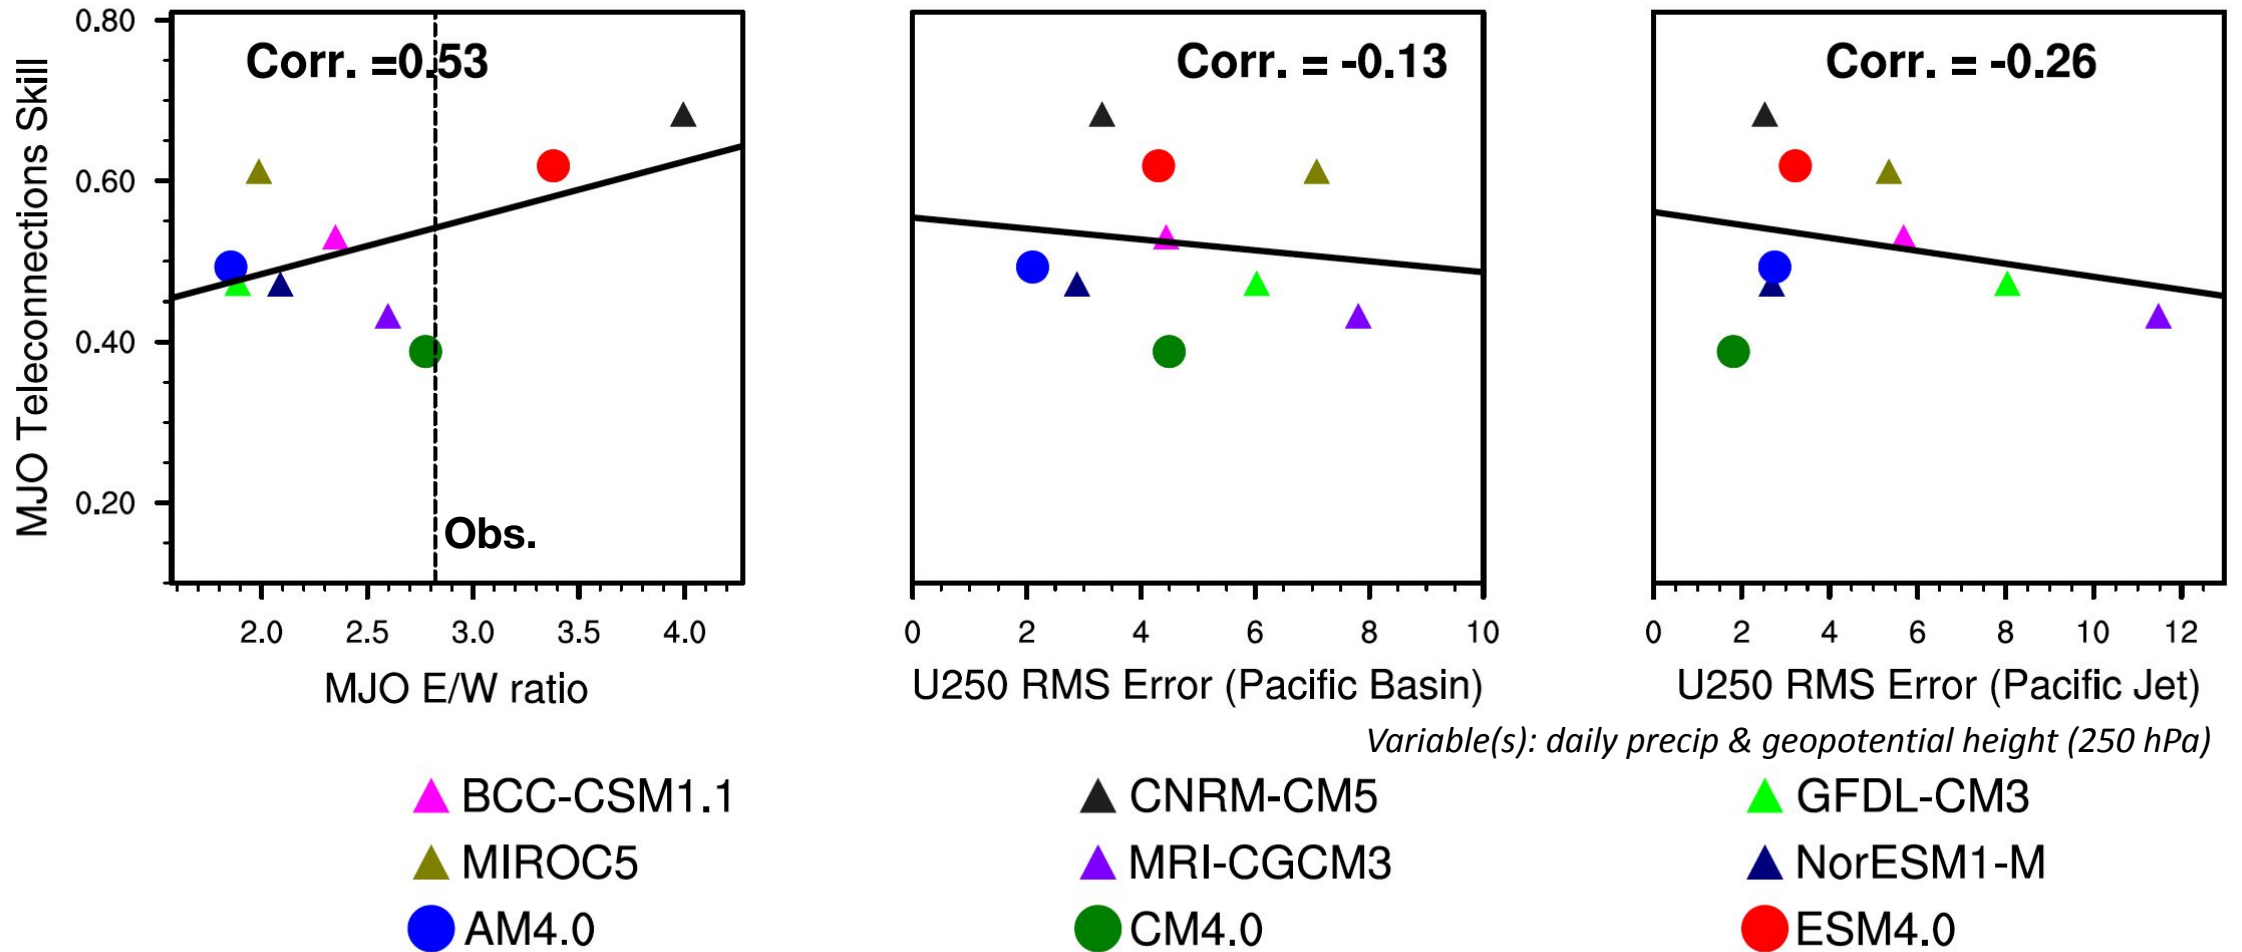 Corr. =0.53
Corr. = -0.13
Corr. = -0.26
MJO Teleconnections Skill
0.80
0.60
0.40
0.20
Obs.
2.0 2.5 3.0 3.5 4.0
0 2 4 6 8 10
0 2 4 6 8 10 12
MJO E/W ratio
U250 RMS Error (Pacific Basin)
U250 RMS Error (Pacific Jet)
Variable(s): daily precip & geopotential height (250 hPa)
BCC-CSM1.1 CNRM-CM5 GFDL-CM3
MIROC5 MRI-CGCM3 NorESM1-M
AM4.0 CM4.0 ESM4.0